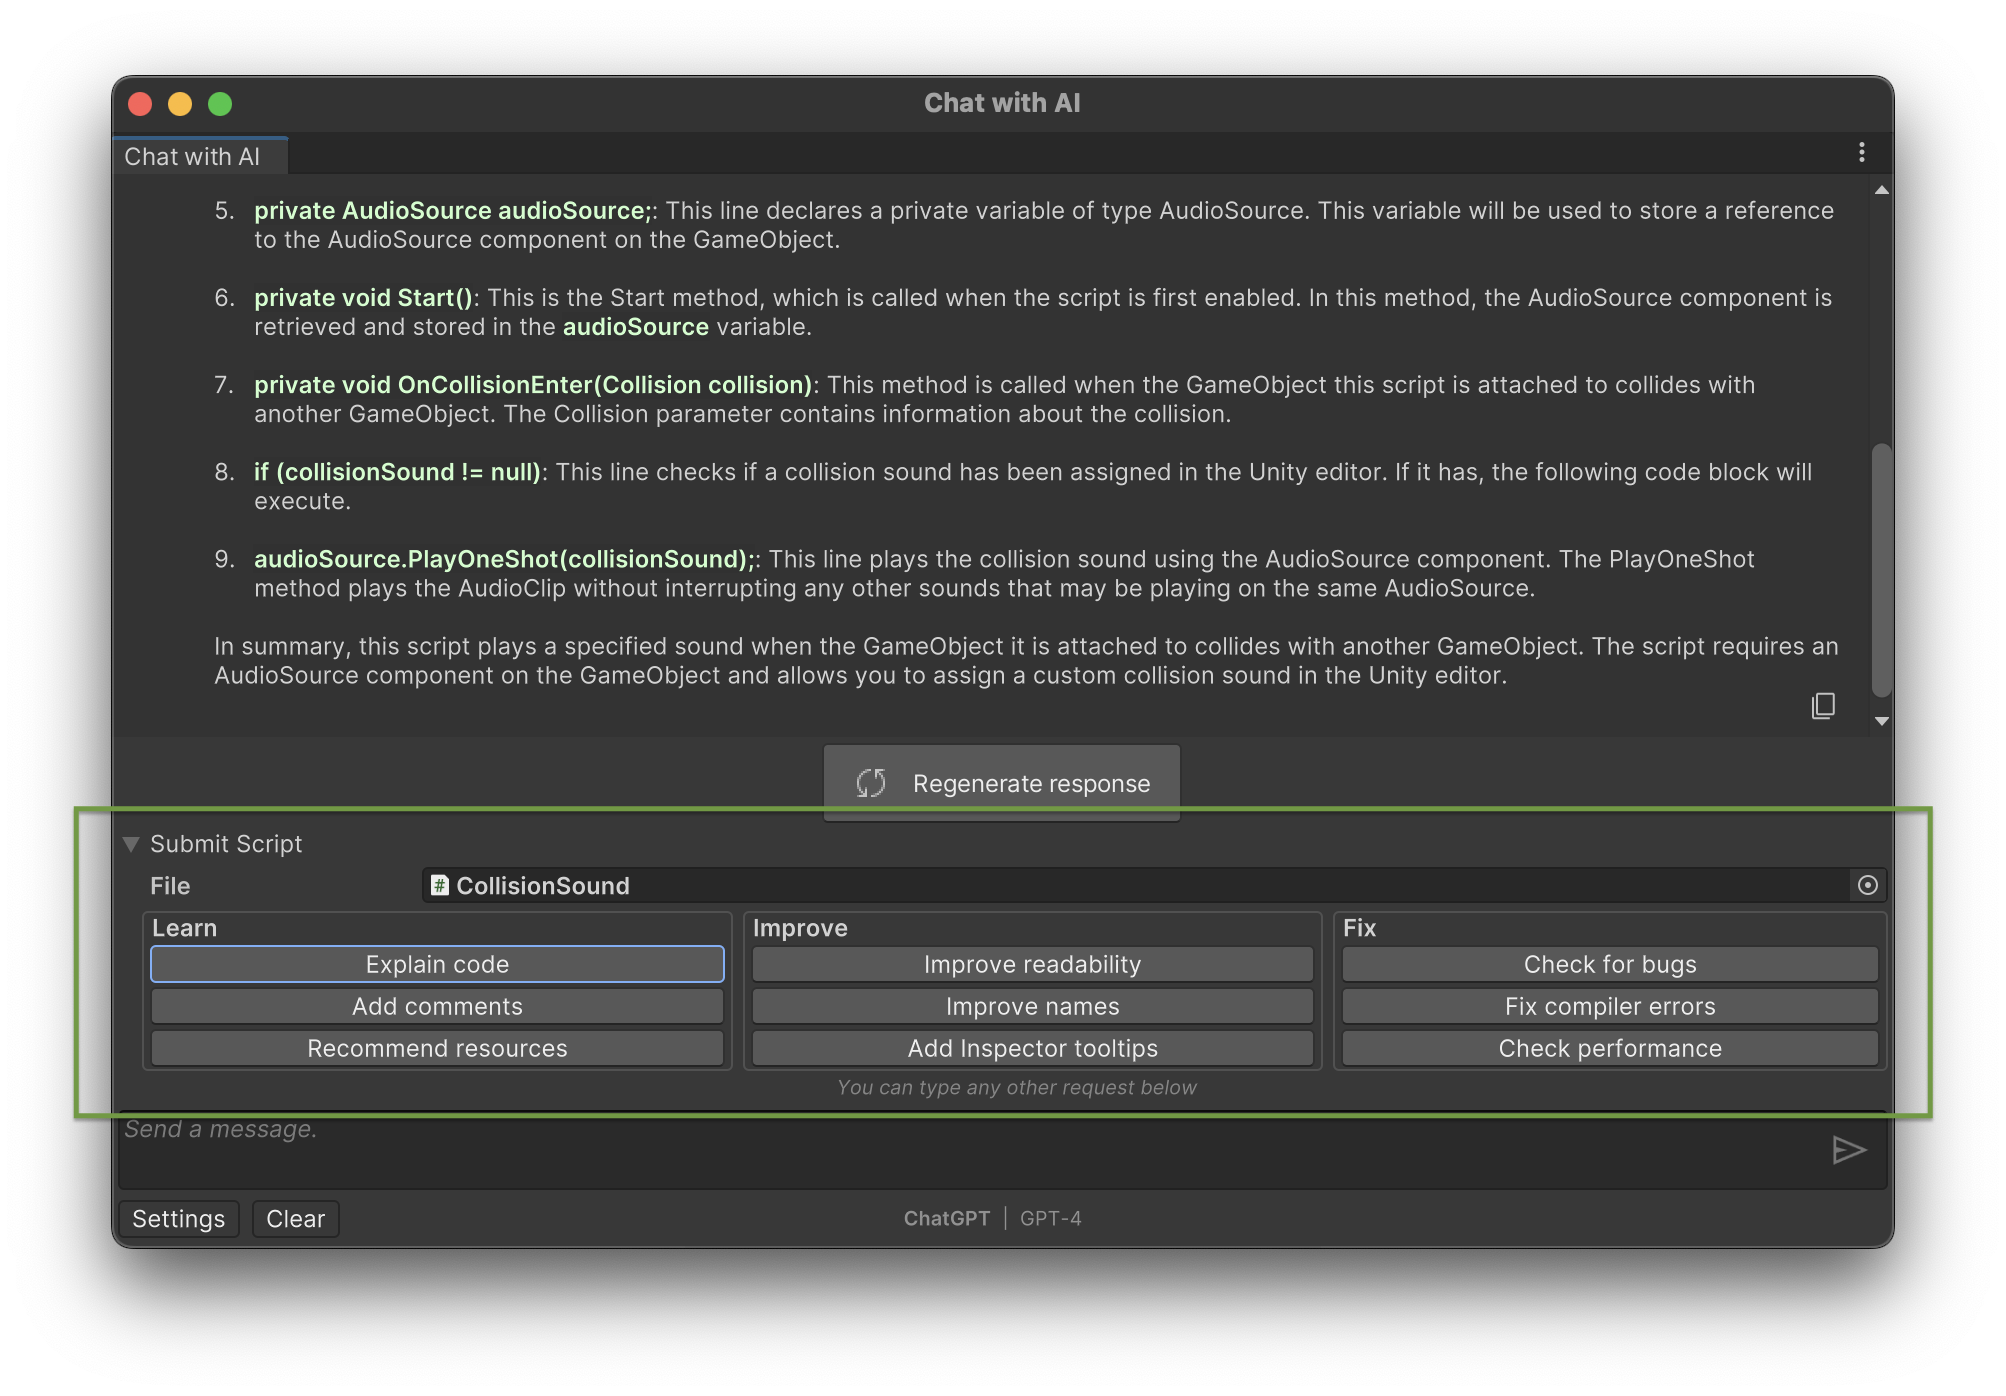 Chat with AI
Chat with AI
5. private AudioSource audioSource;: This line declares a private variable of type AudioSource. This variable will be used to store a reference
to the AudioSource component on the GameObject.
6. private void Start(): This is the Start method, which is called when the script is first enabled. In this method, the AudioSource component is
retrieved and stored in the audioSource variable.
7. private void OnCollisionEnter(Collision collision): This method is called when the GameObject this script is attached to collides with
another GameObject. The Collision parameter contains information about the collision.
8. if (collisionSound != null): This line checks if a collision sound has been assigned in the Unity editor. If it has, the following code block will
execute.
9. audioSource.PlayOneShot(collisionSound);: This line plays the collision sound using the AudioSource component. The PlayOneShot
method plays the AudioClip without interrupting any other sounds that may be playing on the same AudioSource.
In summary, this script plays a specified sound when the GameObject it is attached to collides with another GameObject. The script requires an
AudioSource component on the GameObject and allows you to assign a custom collision sound in the Unity editor.
Regenerate response
Submit Script
File # CollisionSound
Learn Improve Fix
Explain code Improve readability Check for bugs
Add comments Improve names Fix compiler errors
Recommend resources Add Inspector tooltips Check performance
You can type any other request below
Send a message.
Settings Clear ChatGPT | GPT-4